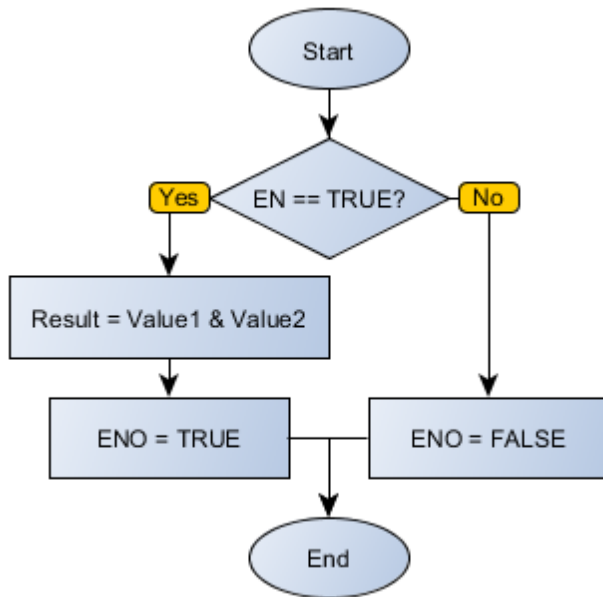 Start
EN == TRUE?
Yes
No
Result = Value1 & Value2
ENO = TRUE
ENO = FALSE
End